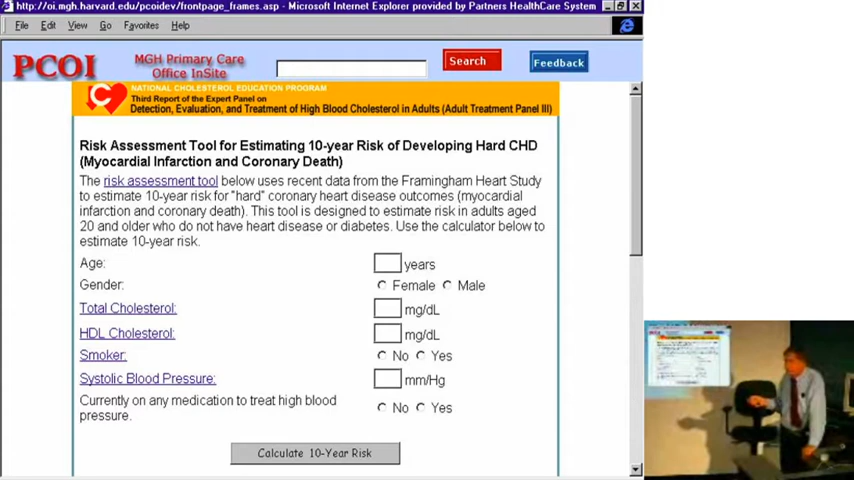 http://oi.mgh.harvard.edu/pcoidev/frontpage_frames.asp - Microsoft Internet Explorer provided by Partners HealthCare System
File Edit View Go Favorites Help
PCOI
MGH Primary Care
Office InSite
Search
Feedback
C
NATIONAL CHOLESTEROL EDUCATION PROGRAM
Third Report of the Expert Panel on
Detection, Evaluation, and Treatment of High Blood Cholesterol in Adults (Adult Treatment Panel III)
Risk Assessment Tool for Estimating 10-year Risk of Developing Hard CHD
(Myocardial Infarction and Coronary Death)
The risk assessment tool below uses recent data from the Framingham Heart Study
to estimate 10-year risk for "hard" coronary heart disease outcomes (myocardial
infarction and coronary death). This tool is designed to estimate risk in adults aged
20 and older who do not have heart disease or diabetes. Use the calculator below to
estimate 10-year risk.
Age: years
Gender: Female Male
Total Cholesterol: mg/dL
HDL Cholesterol: mg/dL
Smoker: No Yes
Systolic Blood Pressure: mm/Hg
Currently on any medication to treat high blood
pressure. No Yes
Calculate 10-Year Risk